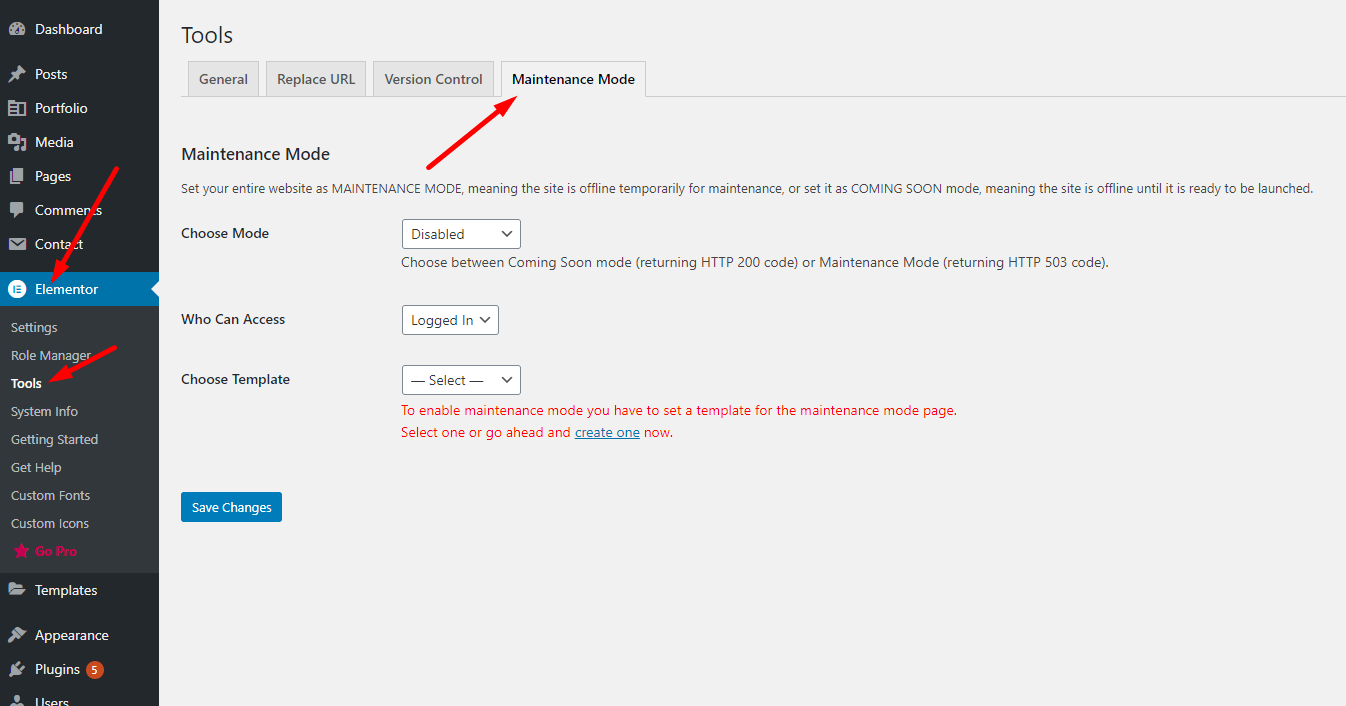 Dashboard
Posts
Portfolio
Media
Pages
Comments
Contact
Elementor
Settings
Role Manager
Tools
System Info
Getting Started
Get Help
Custom Fonts
Custom Icons
Go Pro
Templates
Appearance
Plugins 5
Users
Tools
General Replace URL Version Control Maintenance Mode
Maintenance Mode
Set your entire website as MAINTENANCE MODE, meaning the site is offline temporarily for maintenance, or set it as COMING SOON mode, meaning the site is offline until it is ready to be launched.
Choose Mode Disabled
Choose between Coming Soon mode (returning HTTP 200 code) or Maintenance Mode (returning HTTP 503 code).
Who Can Access Logged In
Choose Template — Select —
To enable maintenance mode you have to set a template for the maintenance mode page.
Select one or go ahead and create one now.
Save Changes